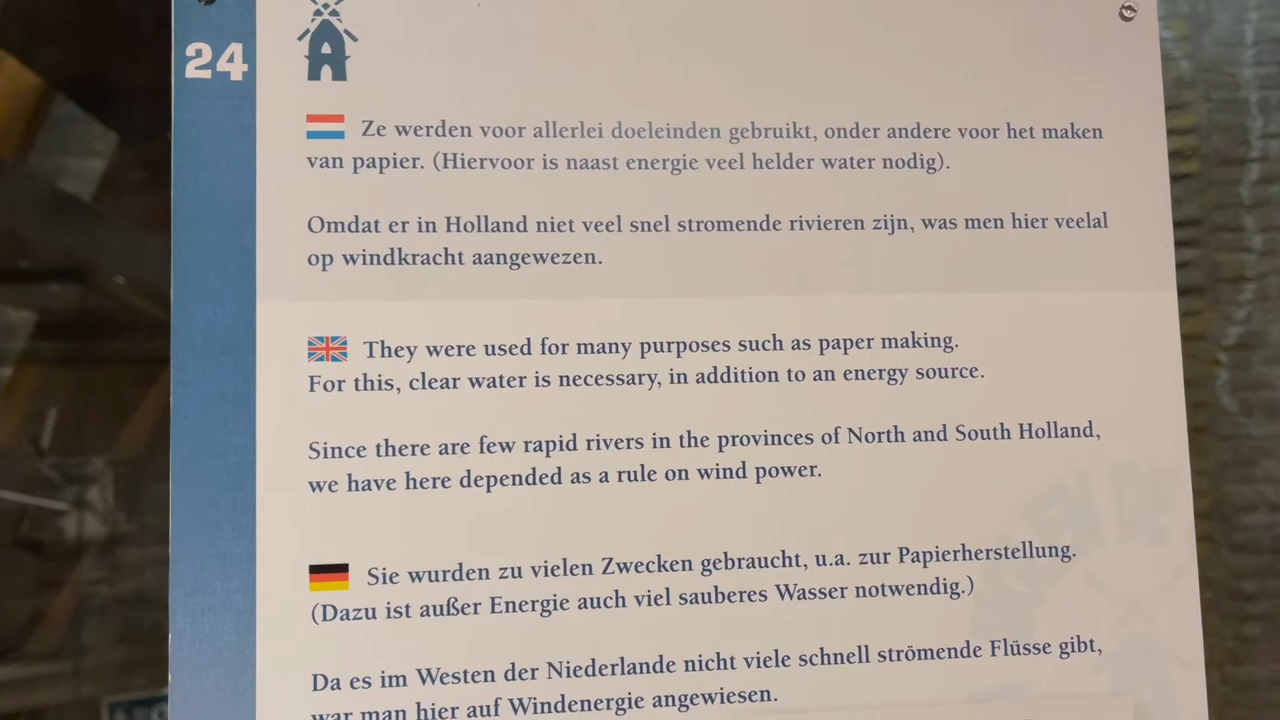 24
Ze werden voor allerlei doeleinden gebruikt, onder andere voor het maken
van papier. (Hiervoor is naast energie veel helder water nodig).
Omdat er in Holland niet veel snel stromende rivieren zijn, was men hier veelal
op windkracht aangewezen.
They were used for many purposes such as paper making.
For this, clear water is necessary, in addition to an energy source.
Since there are few rapid rivers in the provinces of North and South Holland,
we have here depended as a rule on wind power.
Sie wurden zu vielen Zwecken gebraucht, u.a. zur Papierherstellung.
(Dazu ist außer Energie auch viel sauberes Wasser notwendig.)
Da es im Westen der Niederlande nicht viele schnell strömende Flüsse gibt,
war man hier auf Windenergie angewiesen.